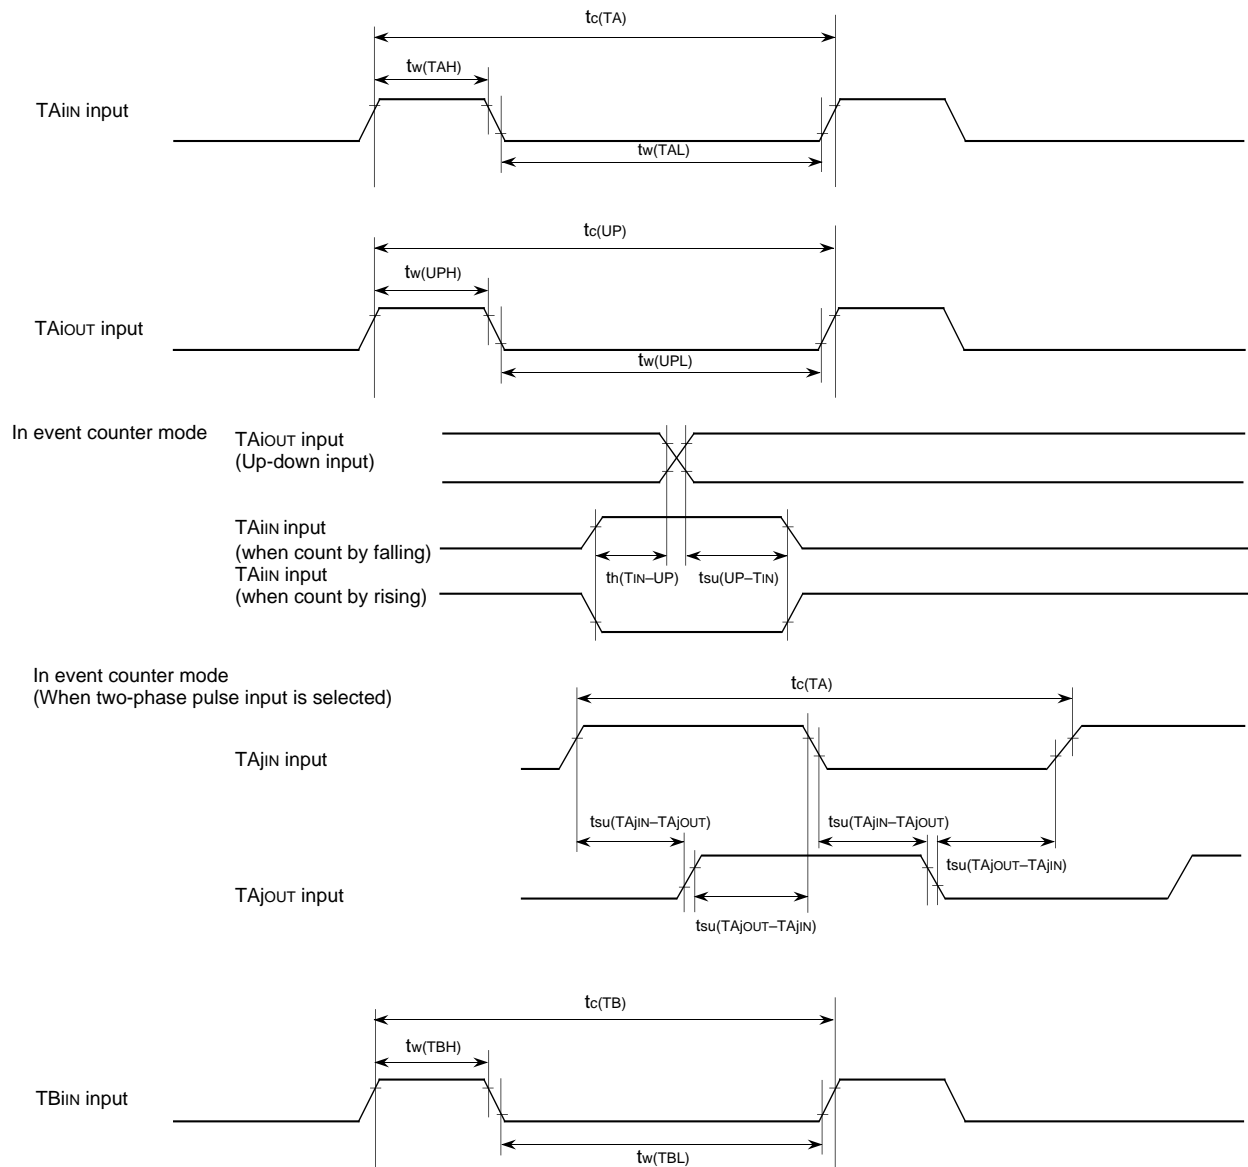 tc(TA)
tw(TAH)
TAiIN input
tw(TAL)
tc(UP)
tw(UPH)
TAiOUT input
tw(UPL)
In event counter mode
TAiOUT input
(Up-down input)
TAiIN input
(when count by falling)
th(TIN–UP)
tsu(UP–TIN)
TAiIN input
(when count by rising)
In event counter mode
(When two-phase pulse input is selected)
tc(TA)
TAjIN input
tsu(TAjIN–TAjOUT)
tsu(TAjIN–TAjOUT)
tsu(TAjOUT–TAjIN)
TAjOUT input
tsu(TAjOUT–TAjIN)
tc(TB)
tw(TBH)
TBiIN input
tw(TBL)